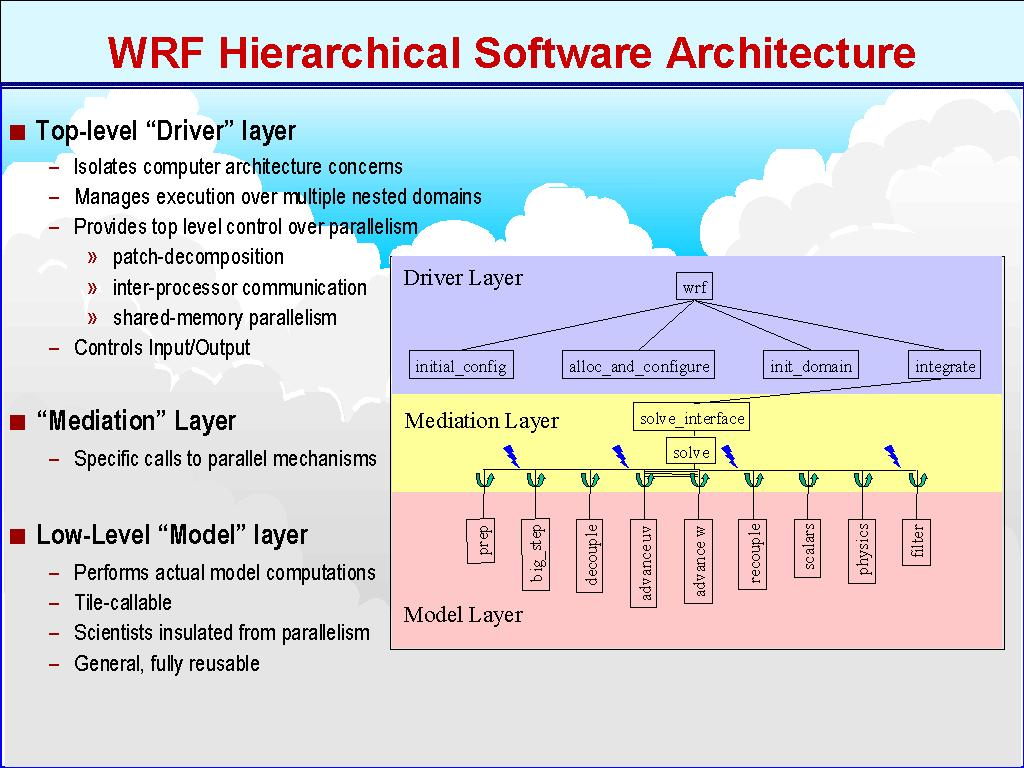 WRF Hierarchical Software Architecture
■ Top-level “Driver” layer
– Isolates computer architecture concerns
– Manages execution over multiple nested domains
– Provides top level control over parallelism
» patch-decomposition
» inter-processor communication
» shared-memory parallelism
– Controls Input/Output
■ “Mediation” Layer
– Specific calls to parallel mechanisms
■ Low-Level “Model” layer
– Performs actual model computations
– Tile-callable
– Scientists insulated from parallelism
– General, fully reusable
Driver Layer
wrf
initial_config
alloc_and_configure
init_domain
integrate
Mediation Layer
solve_interface
solve
prep
big_step
decouple
advance uv
advance w
recouple
scalars
physics
filter
Model Layer